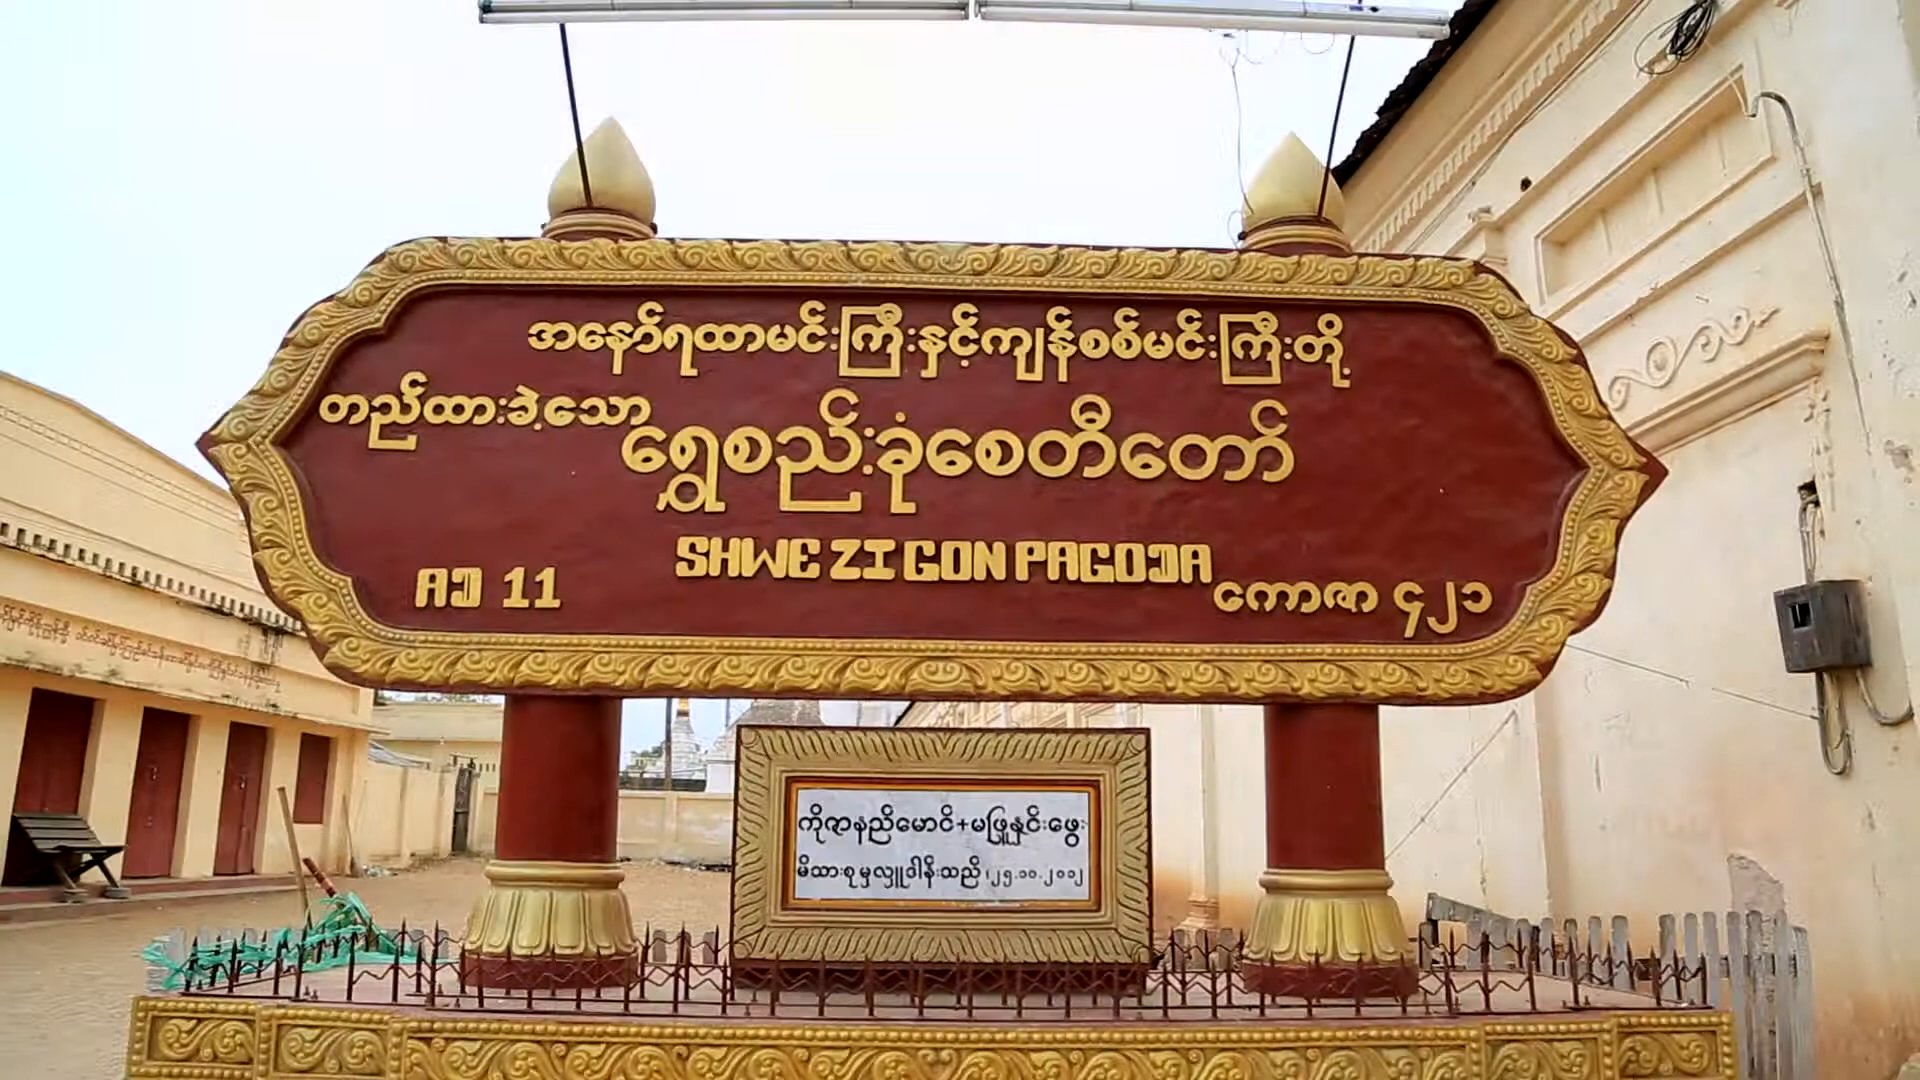 အနော်ရထာမင်းကြီးနှင့်ကျန်စစ်မင်းကြီးတို့
တည်ထားခဲ့သော
ရွှေစည်းခုံစေတီတော်
SHWE ZI GON PAGODA
AD 11
ကောဇာ ၄၂၁
ကိုဇာနည်မောင်+မဖြူနှင်းဖွေး
မိသားစုမှလှူဒါန်းသည် ၊၂၅.၁၀.၂၀၁၂